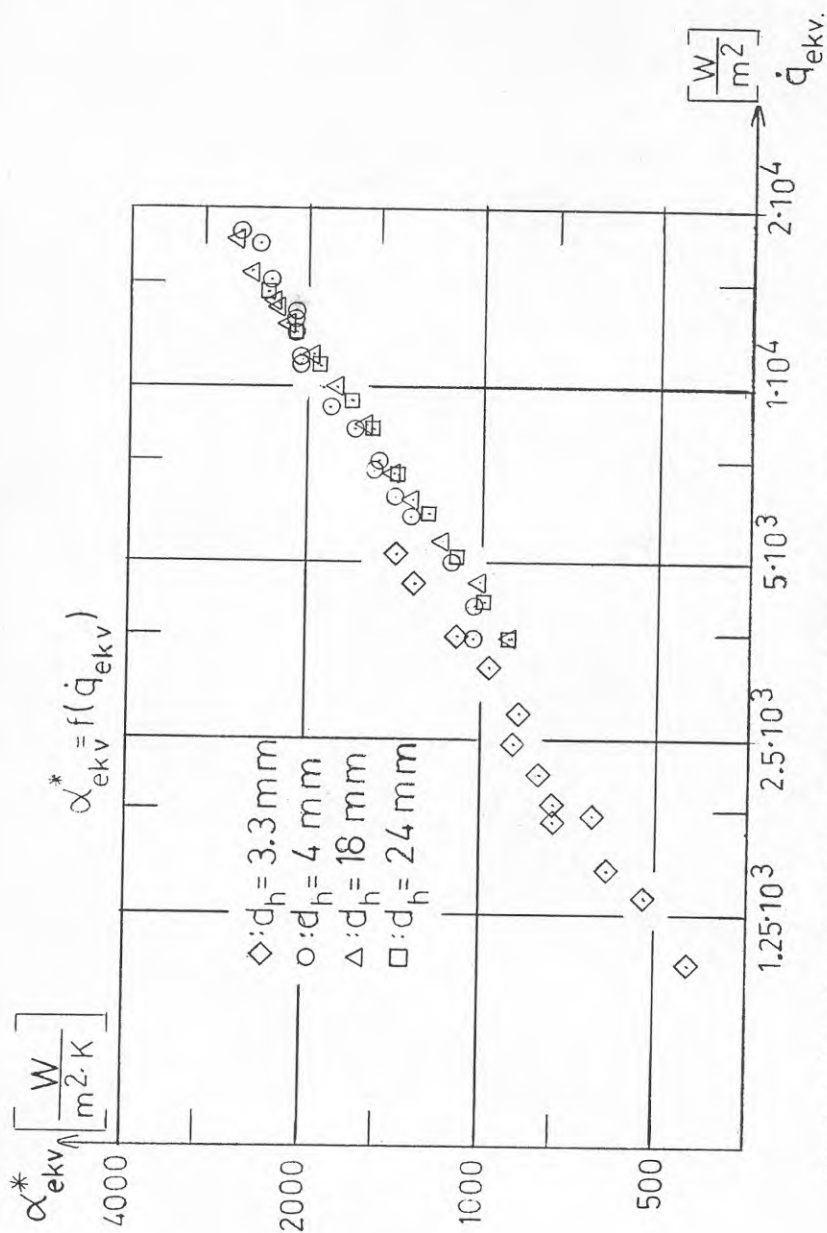 α*ekv [W/m²·K]
α*ekv = f(q̇ekv)
4000
2000
1000
500
◇: dh = 3.3 mm
○: dh = 4 mm
△: dh = 18 mm
□: dh = 24 mm
1.25·10³
2.5·10³
5·10³
1·10⁴
2·10⁴
[W/m²]
q̇ekv.